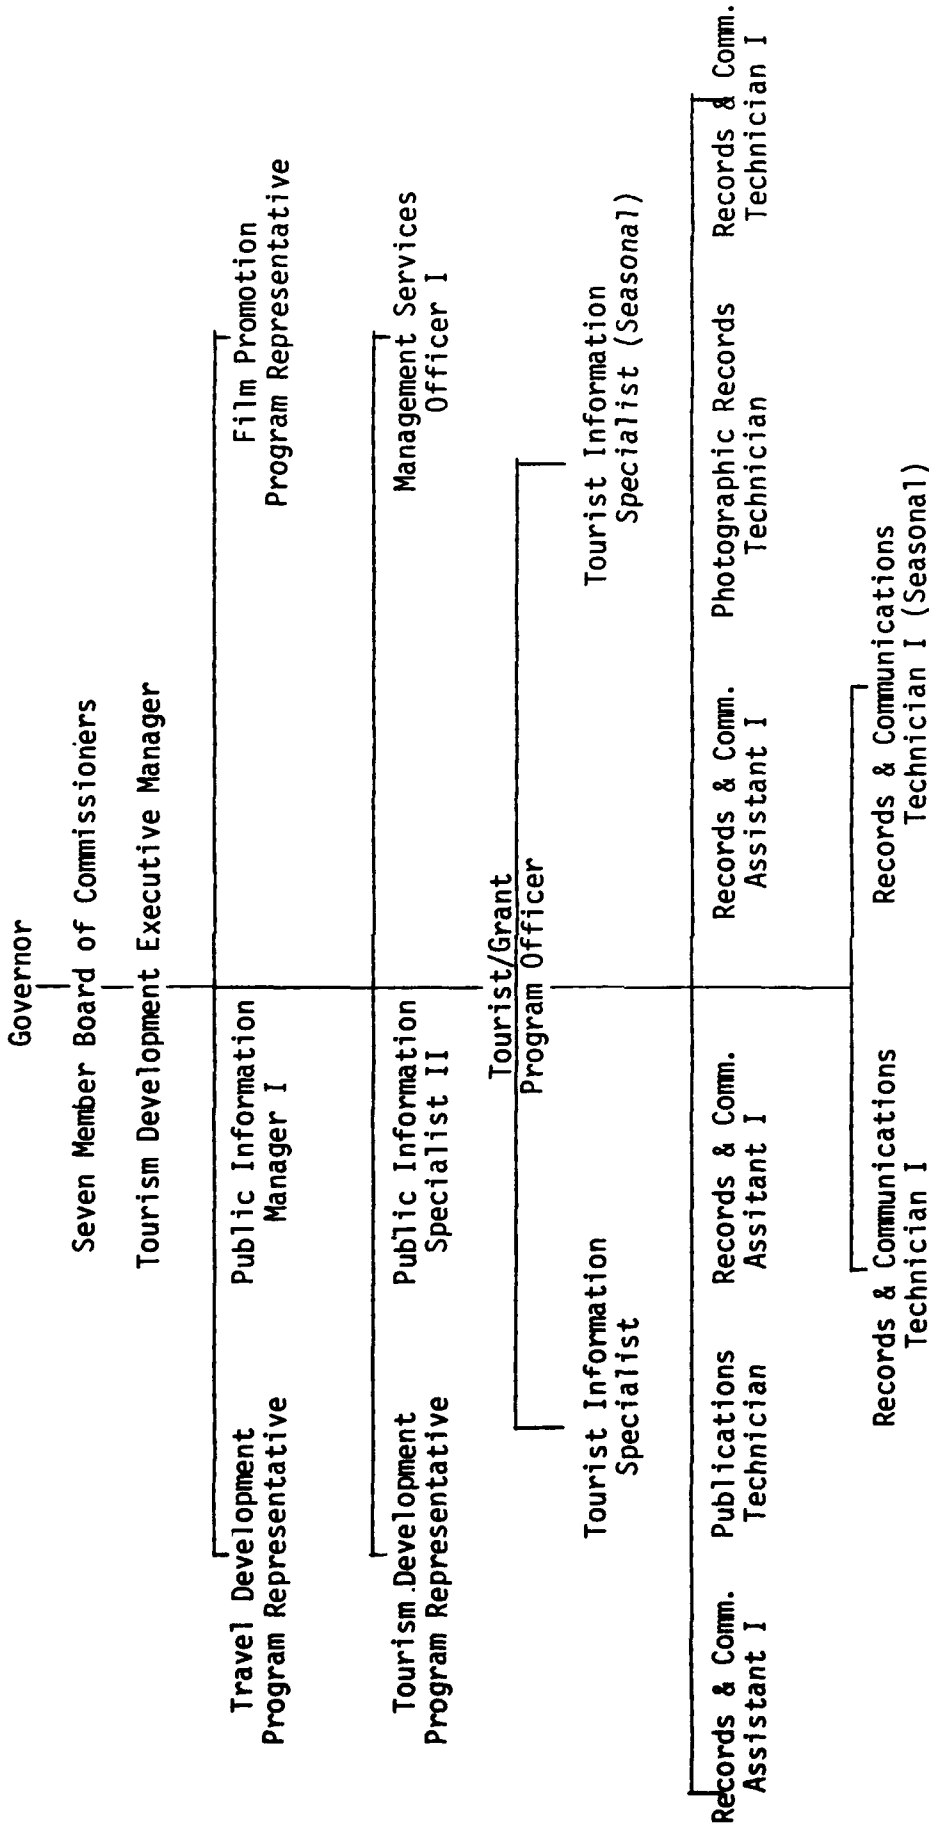 Governor
Seven Member Board of Commissioners
Tourism Development Executive Manager
Travel Development
Program Representative
Public Information
Manager I
Film Promotion
Program Representative
Tourism Development
Program Representative
Public Information
Specialist II
Management Services
Officer I
Tourist/Grant
Program Officer
Tourist Information
Specialist
Tourist Information
Specialist (Seasonal)
Records & Comm.
Assistant I
Publications
Technician
Records & Comm.
Assitant I
Records & Comm.
Assistant I
Photographic Records
Technician
Records & Comm.
Technician I
Records & Communications
Technician I
Records & Communications
Technician I (Seasonal)